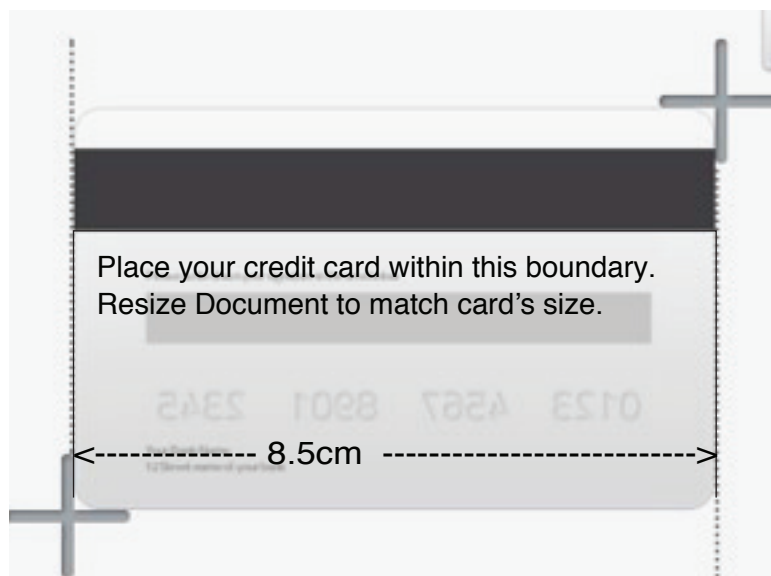 Place your credit card within this boundary.
Resize Document to match card's size.
0123 4567 8901 2345
8.5cm